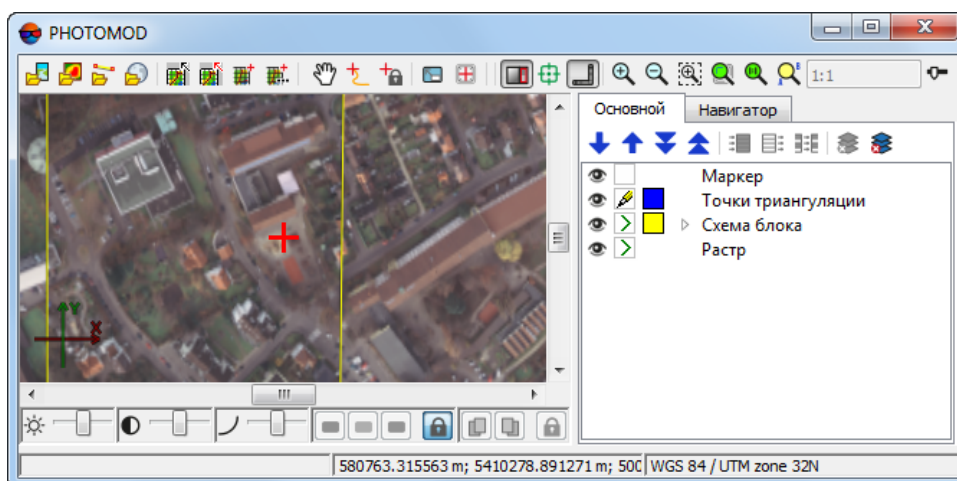 PHOTOMOD
1:1
Основной
Навигатор
Маркер
Точки триангуляции
Схема блока
Растр
Y
X
580763.315563 m; 5410278.891271 m; 500
WGS 84 / UTM zone 32N